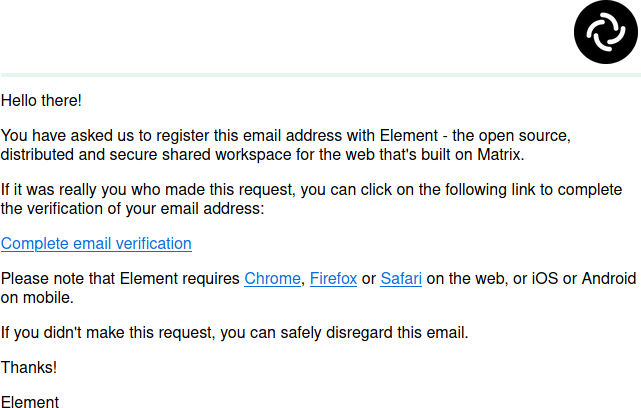 Hello there!
You have asked us to register this email address with Element - the open source,
distributed and secure shared workspace for the web that's built on Matrix.
If it was really you who made this request, you can click on the following link to complete
the verification of your email address:
Complete email verification
Please note that Element requires Chrome, Firefox or Safari on the web, or iOS or Android
on mobile.
If you didn't make this request, you can safely disregard this email.
Thanks!
Element